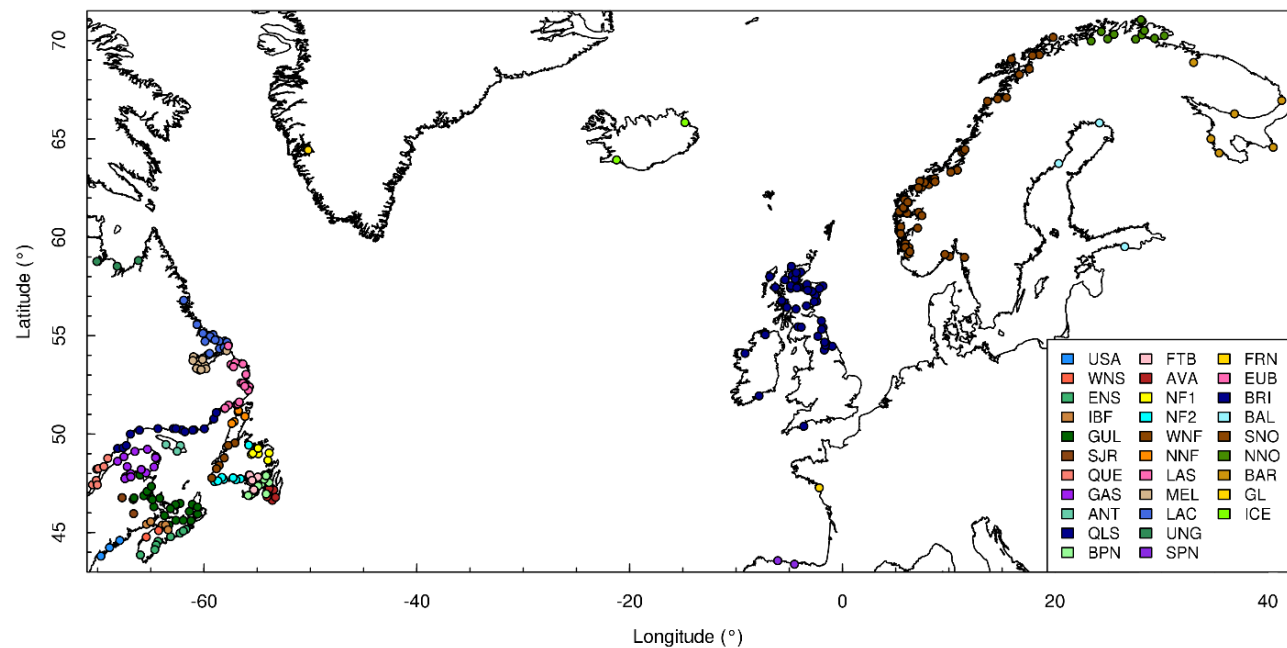 70
65
60
55
50
45
Latitude (°)
-60
-40
-20
0
20
40
Longitude (°)
USA FTB FRN
WNS AVA EUB
ENS NF1 BRI
IBF NF2 BAL
GUL WNF SNO
SJR NNF NNO
QUE LAS BAR
GAS MEL GL
ANT LAC ICE
QLS UNG
BPN SPN